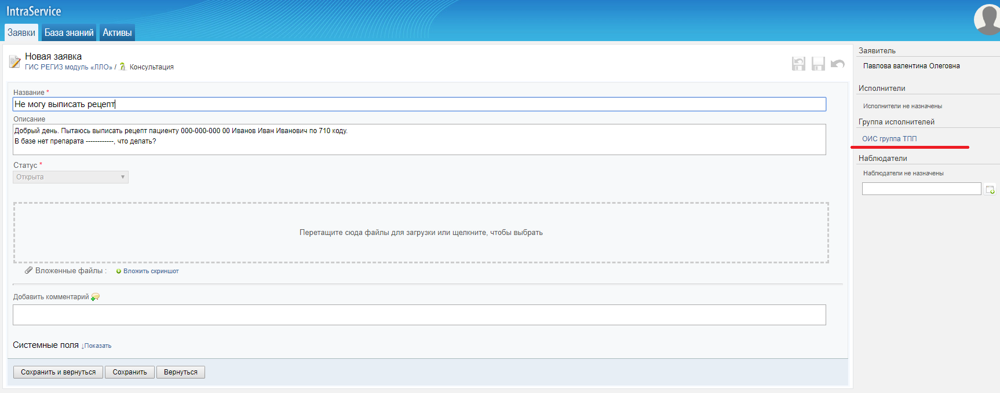 IntraService
Заявки
База знаний
Активы
Новая заявка
ГИС РЕГИЗ модуль «ЛЛО» / Консультация
Название *
Не могу выписать рецепт
Описание
Добрый день. Пытаюсь выписать рецепт пациенту 000-000-000 00 Иванов Иван Иванович по 710 коду.
В базе нет препарата ------------, что делать?
Статус *
Открыта
Перетащите сюда файлы для загрузки или щелкните, чтобы выбрать
Вложенные файлы :
Вложить скриншот
Добавить комментарий
Системные поля ↓Показать
Сохранить и вернуться
Сохранить
Вернуться
Заявитель
Павлова валентина Олеговна
Исполнители
Исполнители не назначены
Группа исполнителей
ОИС группа ТПП
Наблюдатели
Наблюдатели не назначены